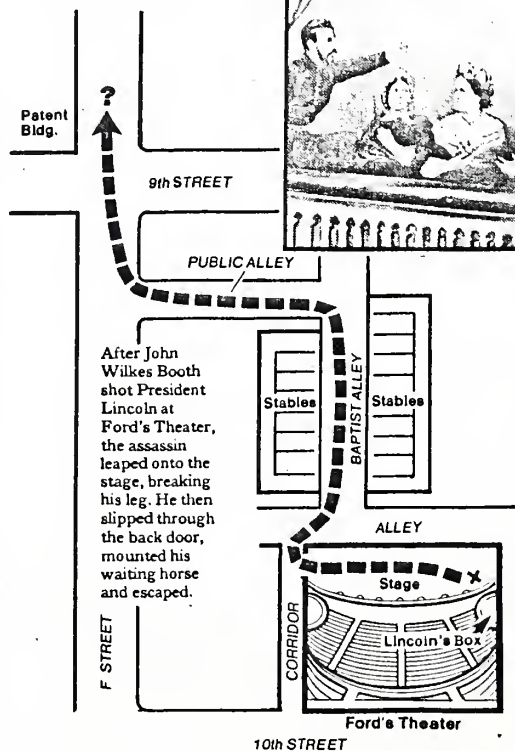 ?
Patent
Bldg.
9th STREET
PUBLIC ALLEY
After John
Wilkes Booth
shot President
Lincoln at
Ford's Theater,
the assassin
leaped onto the
stage, breaking
his leg. He then
slipped through
the back door,
mounted his
waiting horse
and escaped.
Stables
BAPTIST ALLEY
Stables
ALLEY
Stage
Lincoln's Box
CORRIDOR
F STREET
Ford's Theater
10th STREET